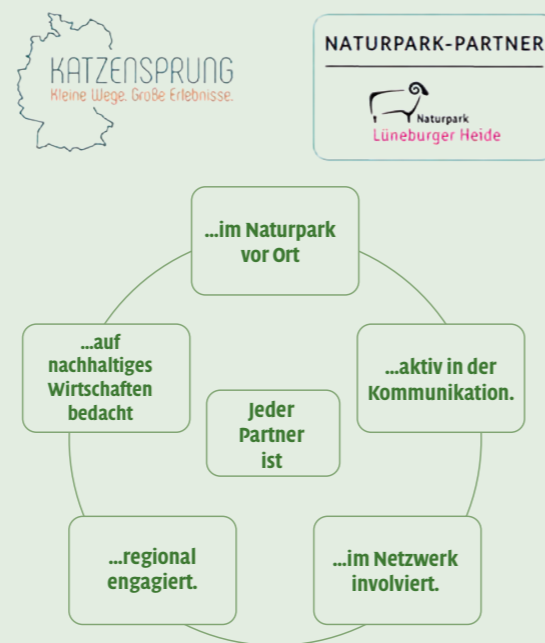 KATZENSPRUNG
Kleine Wege. Große Erlebnisse.
NATURPARK-PARTNER
Naturpark
Lüneburger Heide
...im Naturpark
vor Ort
...auf
nachhaltiges
Wirtschaften
bedacht
...aktiv in der
Kommunikation.
Jeder
Partner
ist
...regional
engagiert.
...im Netzwerk
involviert.